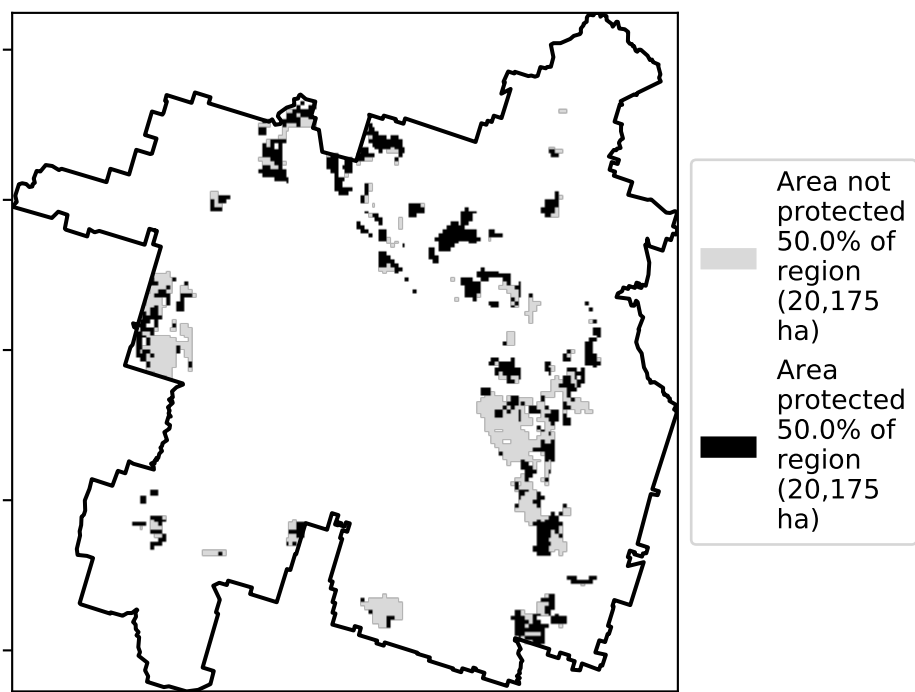 Area not
protected
50.0% of
region
(20,175
ha)
Area
protected
50.0% of
region
(20,175
ha)